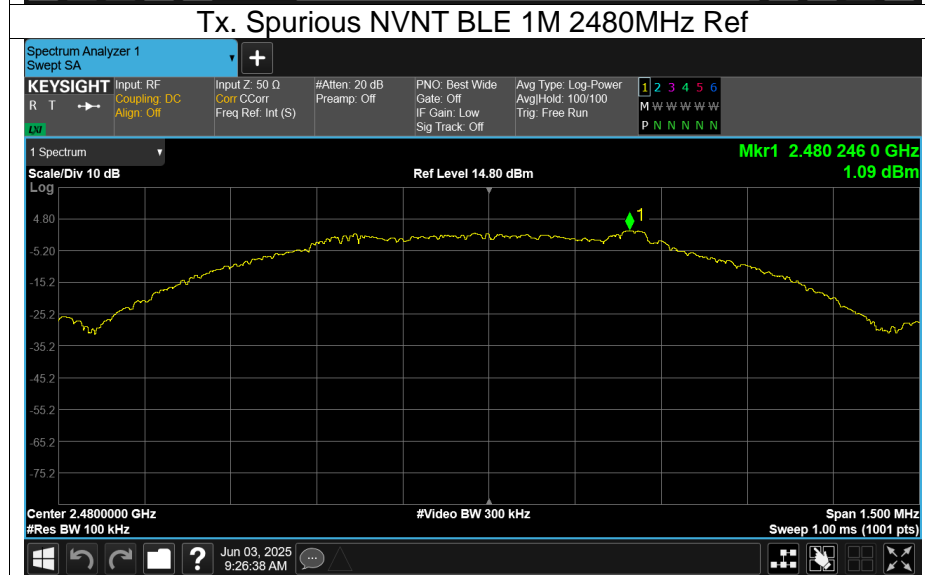 Tx. Spurious NVNT BLE 1M 2480MHz Ref
Spectrum Analyzer 1
Swept SA
+
KEYSIGHT
R T
LXI
Input: RF
Coupling: DC
Align: Off
Input Z: 50 Ω
Corr CCorr
Freq Ref: Int (S)
#Atten: 20 dB
Preamp: Off
PNO: Best Wide
Gate: Off
IF Gain: Low
Sig Track: Off
Avg Type: Log-Power
Avg|Hold: 100/100
Trig: Free Run
1 2 3 4 5 6
M W W W W W
P N N N N N
1 Spectrum
Mkr1 2.480 246 0 GHz
Scale/Div 10 dB
Ref Level 14.80 dBm
1.09 dBm
Log
1
4.80
-5.20
-15.2
-25.2
-35.2
-45.2
-55.2
-65.2
-75.2
Center 2.4800000 GHz
#Video BW 300 kHz
Span 1.500 MHz
#Res BW 100 kHz
Sweep 1.00 ms (1001 pts)
?
Jun 03, 2025
9:26:38 AM